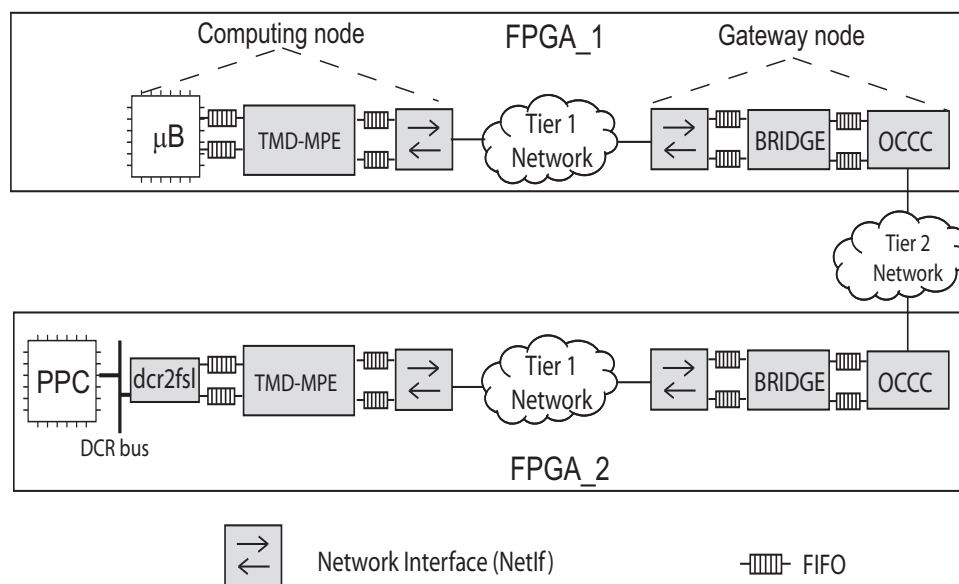 Computing node
FPGA_1
Gateway node
μB
TMD-MPE
Tier 1
Network
BRIDGE
OCCC
Tier 2
Network
PPC
dcr2fsl
TMD-MPE
Tier 1
Network
BRIDGE
OCCC
DCR bus
FPGA_2
Network Interface (NetIf)
FIFO